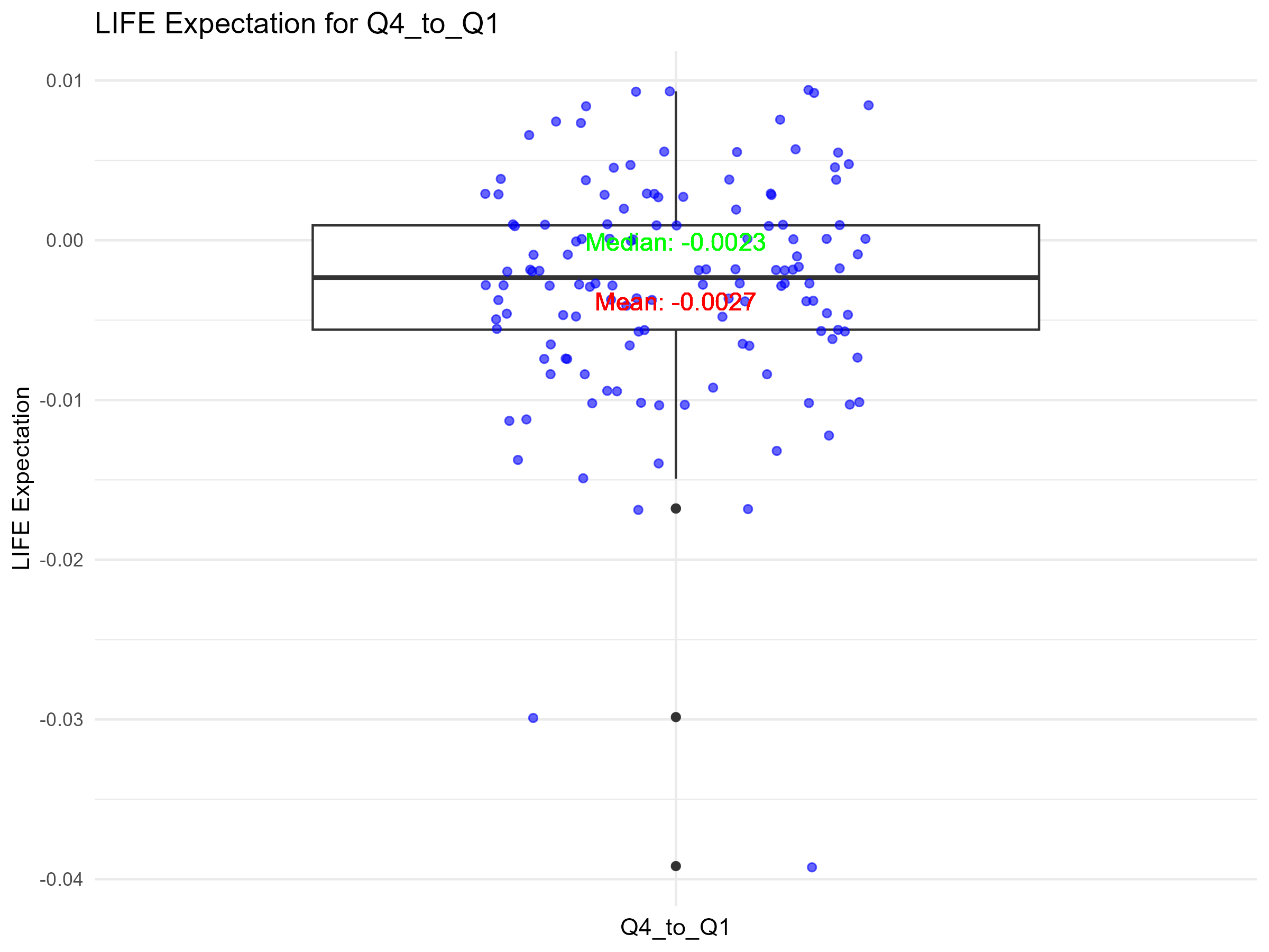 LIFE Expectation for Q4_to_Q1
0.01
0.00
-0.01
-0.02
-0.03
-0.04
LIFE Expectation
Median: -0.0023
Mean: -0.0027
Q4_to_Q1